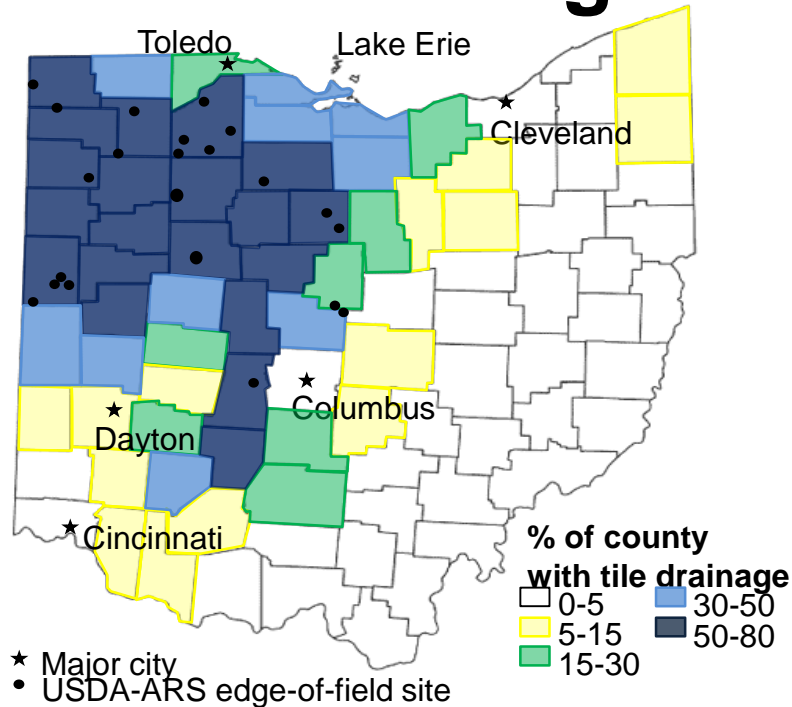 g
Toledo
Lake Erie
Cleveland
Columbus
Dayton
Cincinnati
% of county
with tile drainage
0-5
30-50
5-15
50-80
15-30
Major city
USDA-ARS edge-of-field site